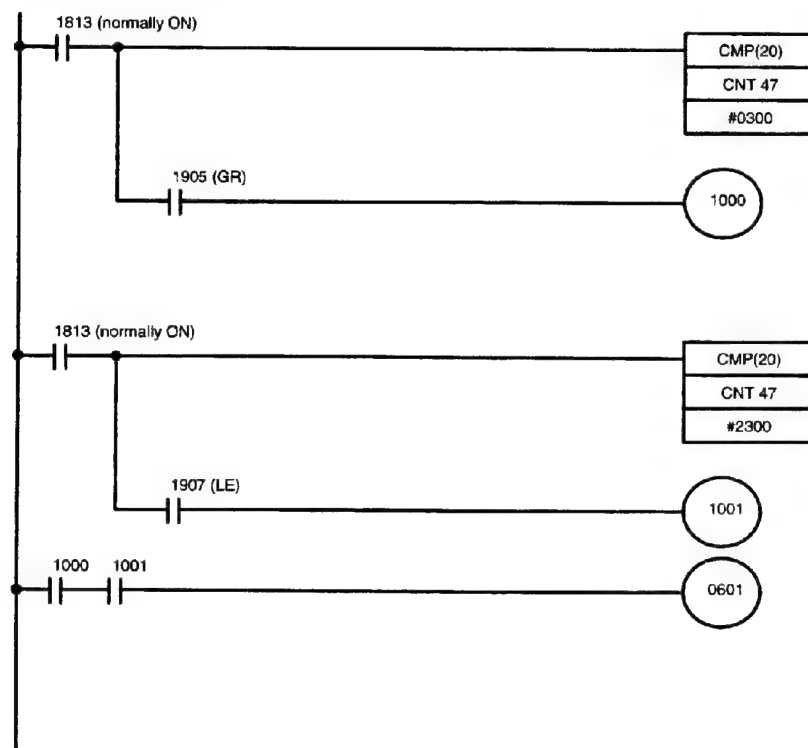 1813 (normally ON)
CMP(20)
CNT 47
#0300
1905 (GR)
1000
1813 (normally ON)
CMP(20)
CNT 47
#2300
1907 (LE)
1001
1000 1001
0601